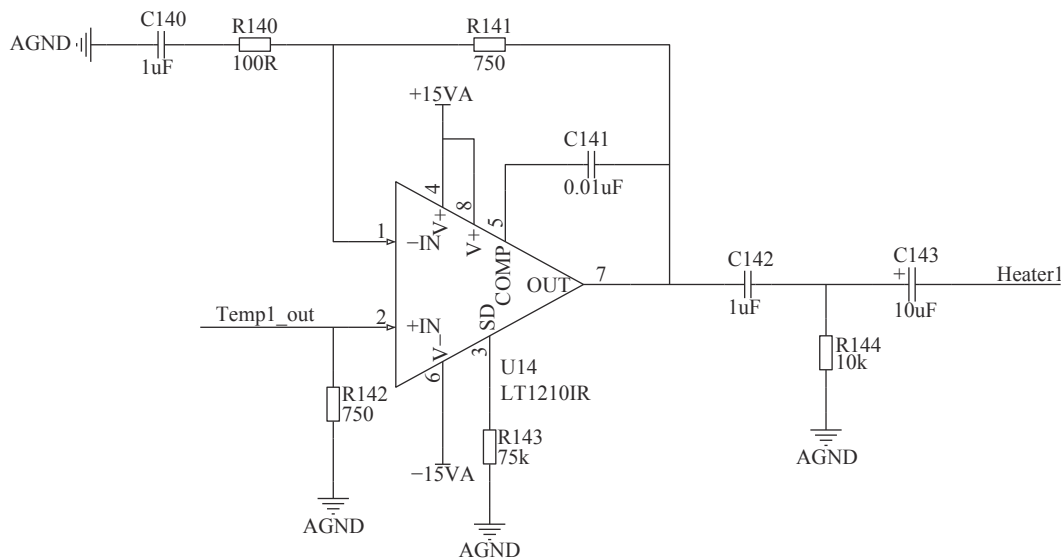 C140
AGND
1uF
R140
100R
R141
750
+15VA
C141
0.01uF
4
V+
8
V+
5
COMP
1
−IN
2
+IN
Temp1_out
OUT
7
SD
3
V−
6
U14
LT1210IR
C142
1uF
C143
+
10uF
Heater1
R144
10k
AGND
R142
750
AGND
−15VA
R143
75k
AGND